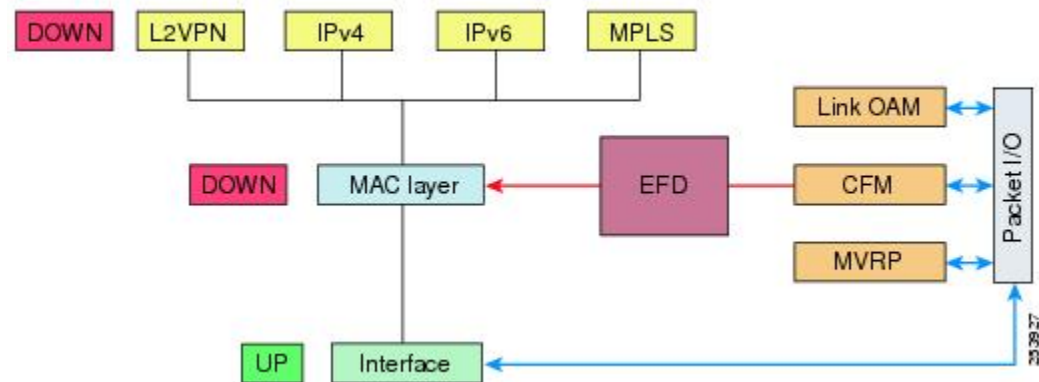 DOWN L2VPN IPv4 IPv6 MPLS
Link OAM
DOWN MAC layer EFD CFM
Packet I/O
MVRP
UP Interface
253927